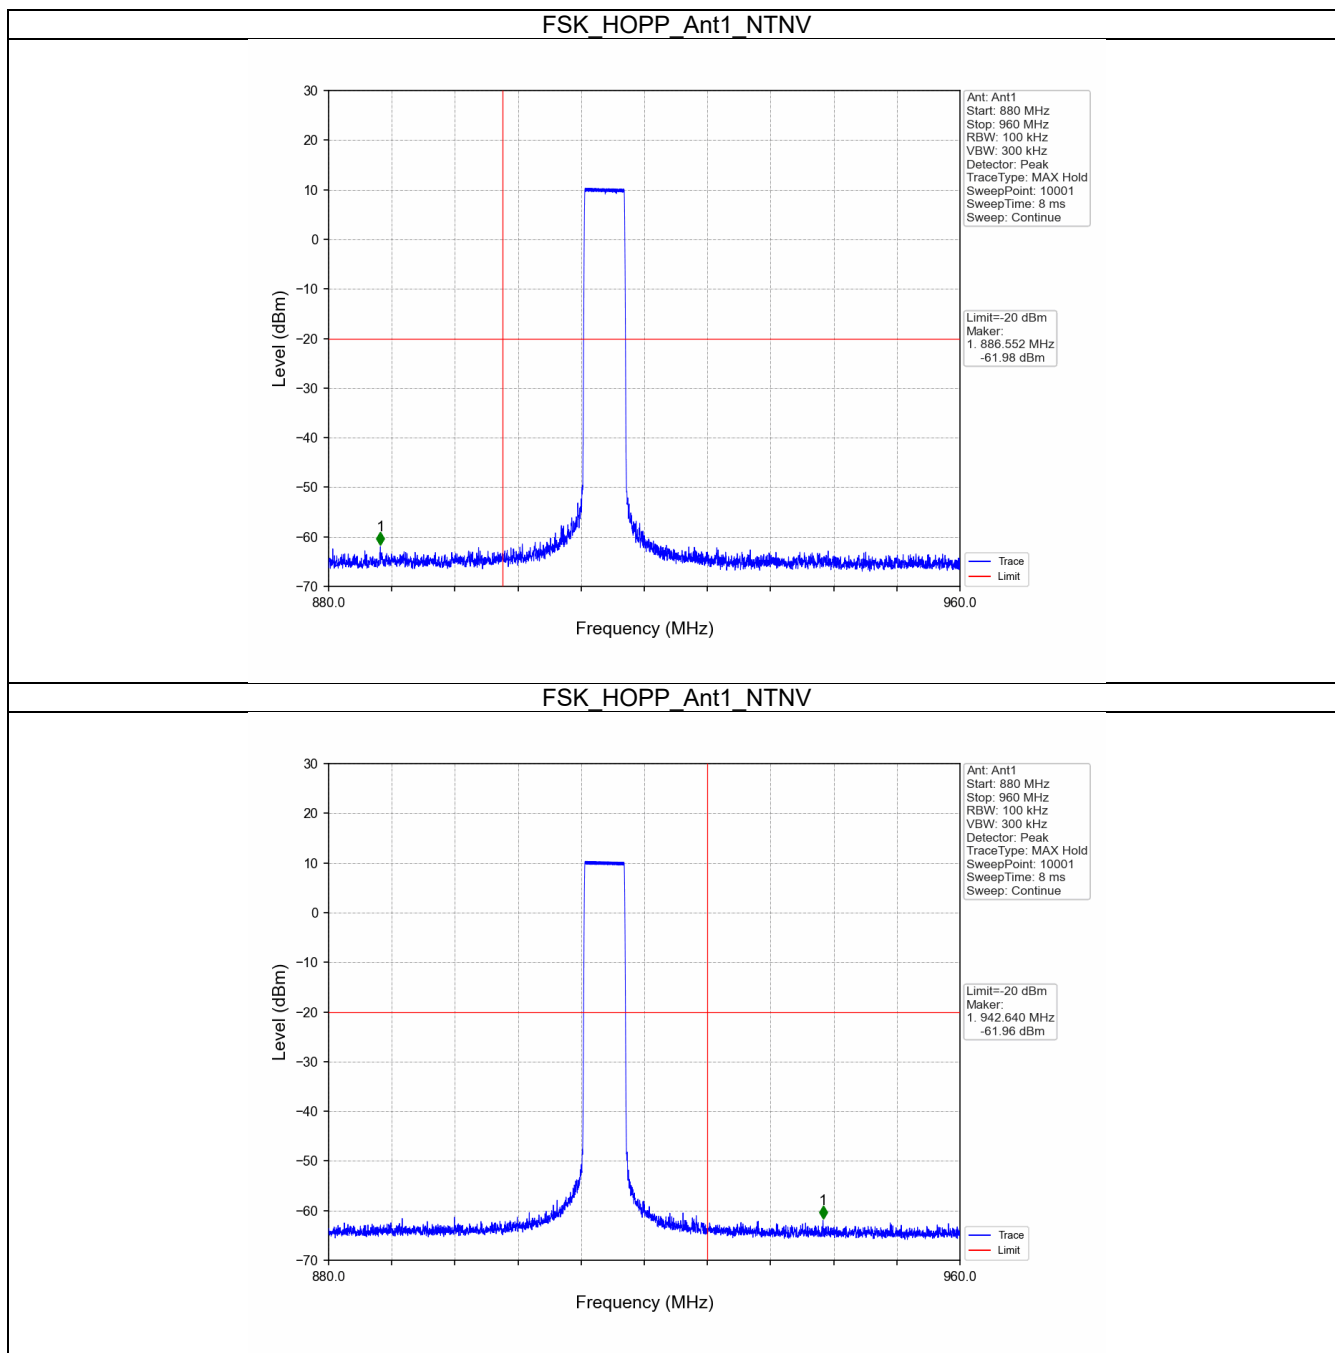 FSK_HOPP_Ant1_NTNV
30
20
10
0
−10
−20
−30
−40
−50
−60
−70
Level (dBm)
1
880.0
960.0
Frequency (MHz)
Ant: Ant1
Start: 880 MHz
Stop: 960 MHz
RBW: 100 kHz
VBW: 300 kHz
Detector: Peak
TraceType: MAX Hold
SweepPoint: 10001
SweepTime: 8 ms
Sweep: Continue
Limit=-20 dBm
Maker:
1. 886.552 MHz
-61.98 dBm
Trace
Limit
FSK_HOPP_Ant1_NTNV
30
20
10
0
−10
−20
−30
−40
−50
−60
−70
Level (dBm)
1
880.0
960.0
Frequency (MHz)
Ant: Ant1
Start: 880 MHz
Stop: 960 MHz
RBW: 100 kHz
VBW: 300 kHz
Detector: Peak
TraceType: MAX Hold
SweepPoint: 10001
SweepTime: 8 ms
Sweep: Continue
Limit=-20 dBm
Maker:
1. 942.640 MHz
-61.96 dBm
Trace
Limit